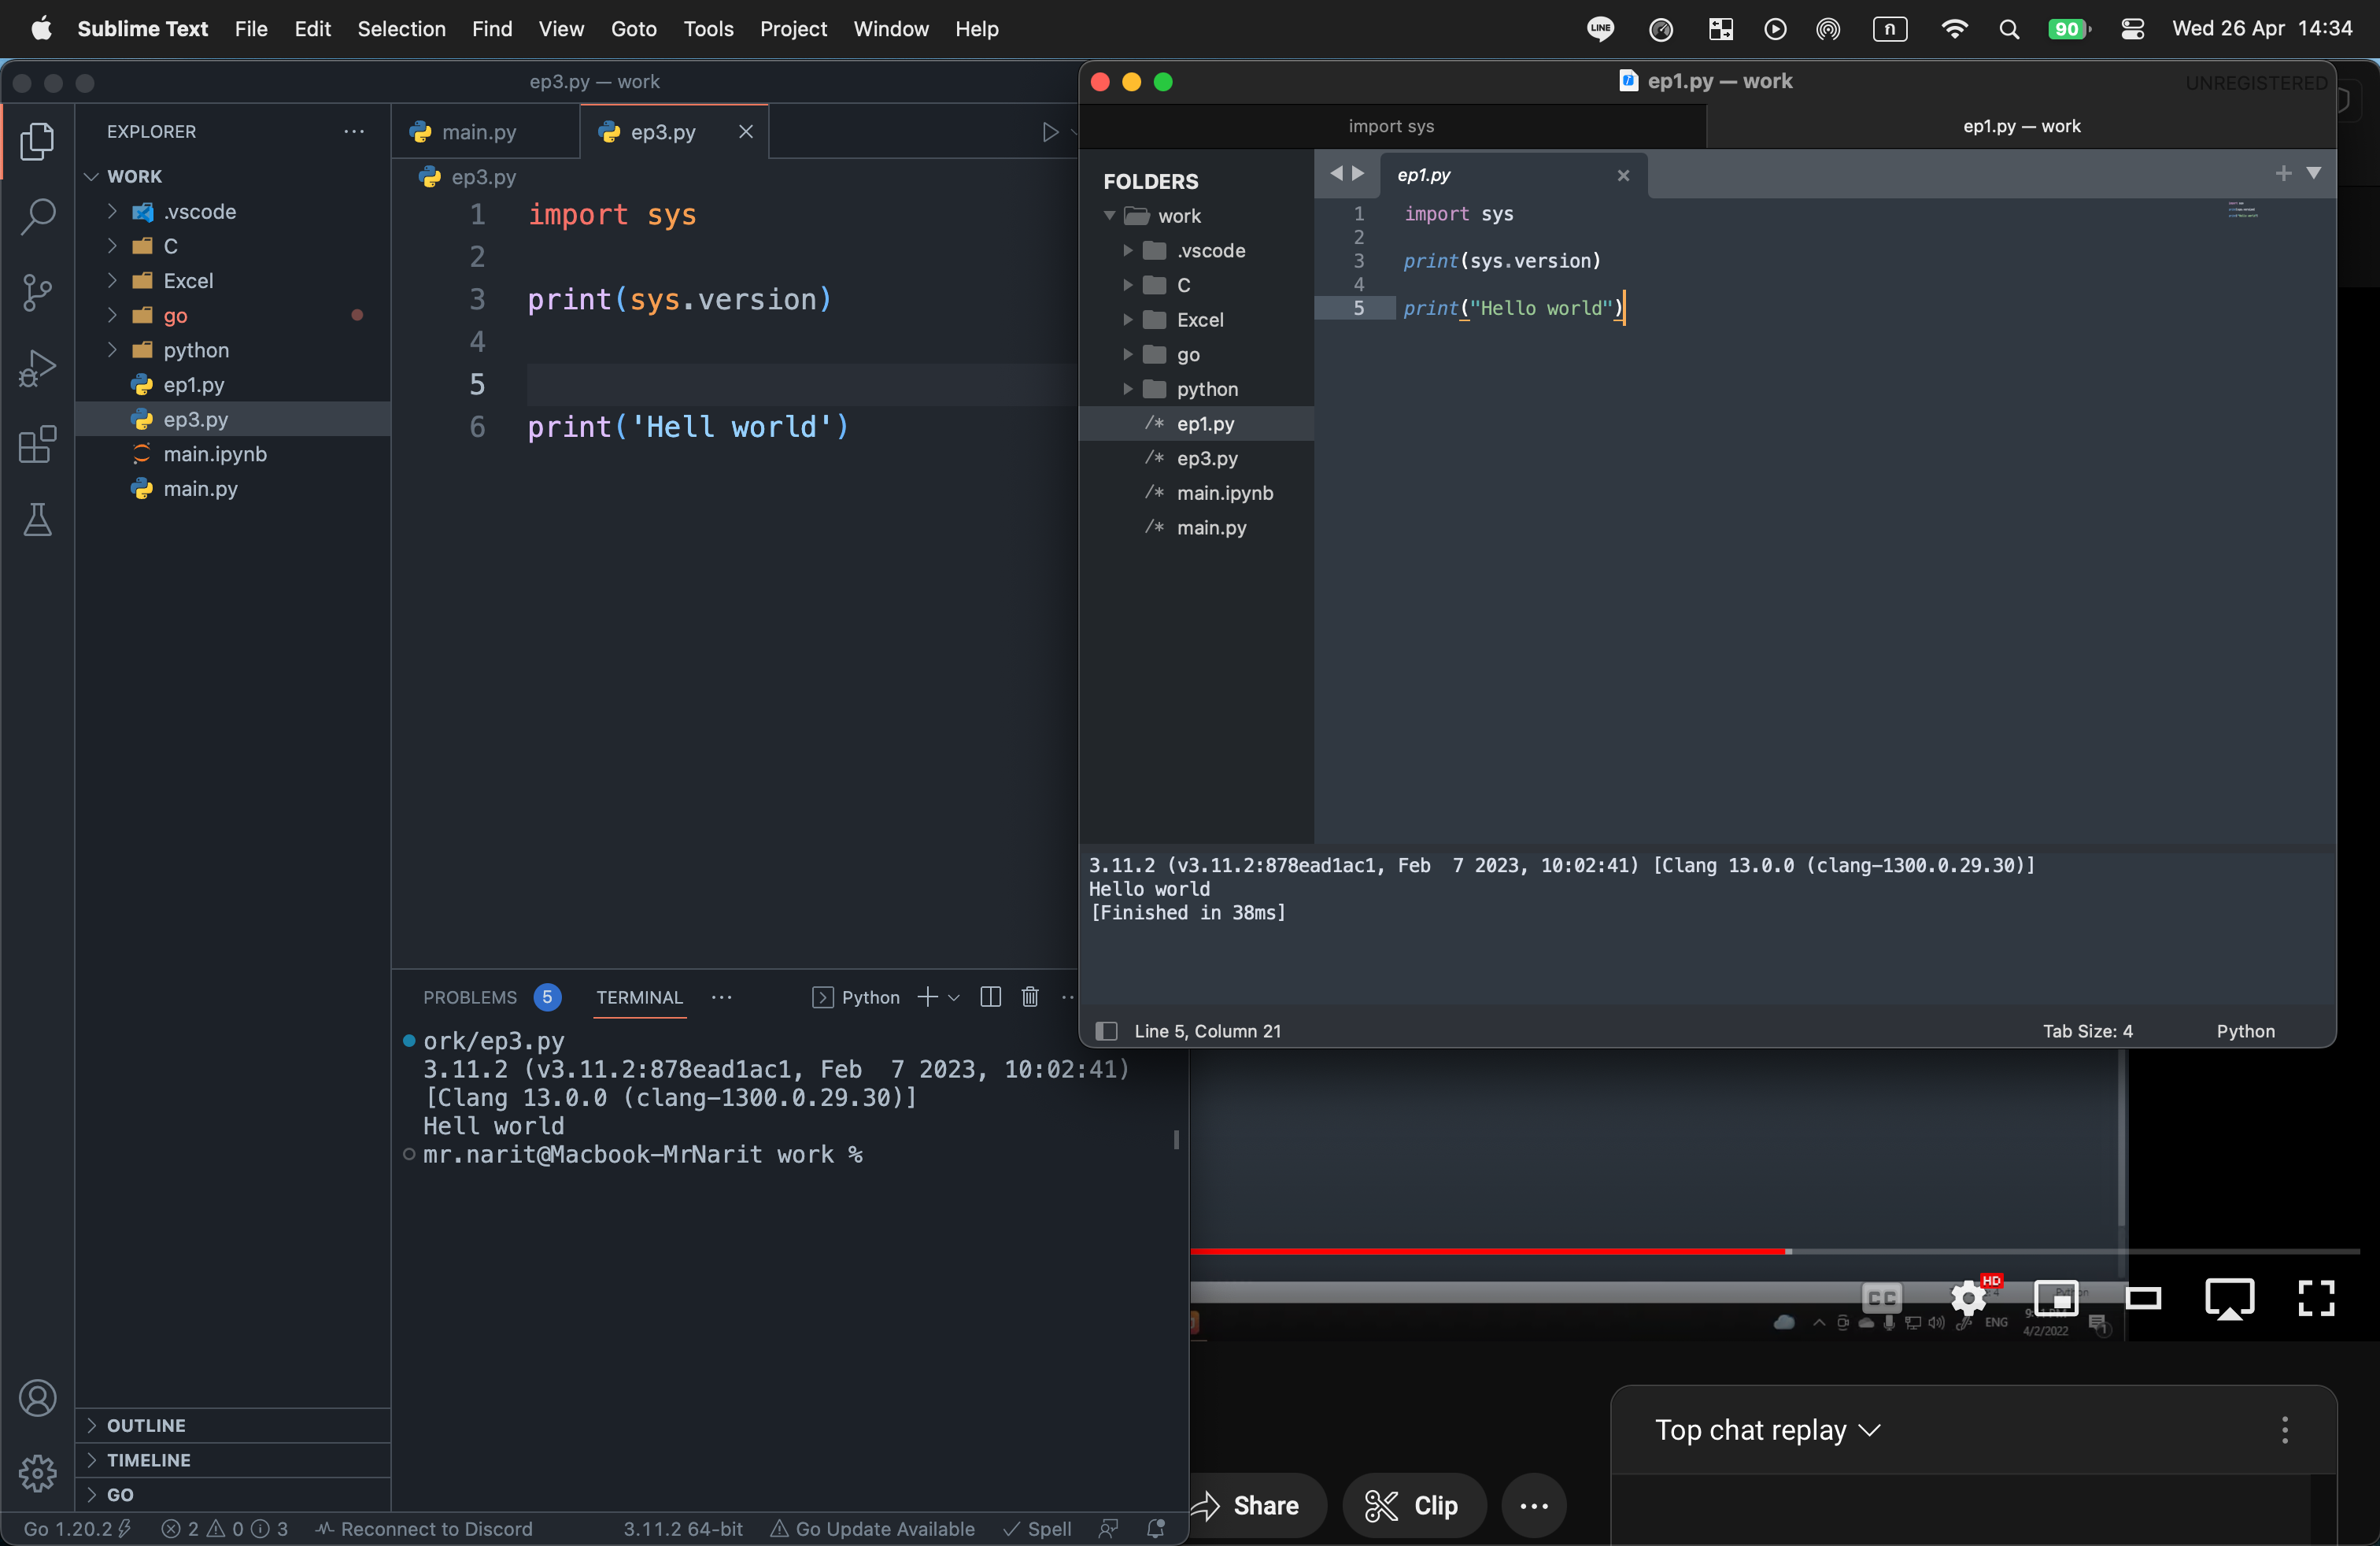 Sublime Text File Edit Selection Find View Goto Tools Project Window Help
LINE ก 90 Wed 26 Apr 14:34
ep3.py — work
EXPLORER
WORK
.vscode
C
Excel
go
python
ep1.py
ep3.py
main.ipynb
main.py
OUTLINE
TIMELINE
GO
main.py ep3.py
ep3.py
1 import sys
2
3 print(sys.version)
4
5
6 print('Hell world')
PROBLEMS 5 TERMINAL Python
ork/ep3.py
3.11.2 (v3.11.2:878ead1ac1, Feb  7 2023, 10:02:41)
[Clang 13.0.0 (clang-1300.0.29.30)]
Hell world
mr.narit@Macbook-MrNarit work %
Go 1.20.2 2 0 3 Reconnect to Discord 3.11.2 64-bit Go Update Available Spell
ep1.py — work UNREGISTERED
import sys ep1.py — work
FOLDERS
work
.vscode
C
Excel
go
python
/* ep1.py
/* ep3.py
/* main.ipynb
/* main.py
ep1.py
1 import sys
2
3 print(sys.version)
4
5 print("Hello world")
3.11.2 (v3.11.2:878ead1ac1, Feb  7 2023, 10:02:41) [Clang 13.0.0 (clang-1300.0.29.30)]
Hello world
[Finished in 38ms]
Line 5, Column 21 Tab Size: 4 Python
CC HD
ENG
4/2/2022
Top chat replay
Share Clip